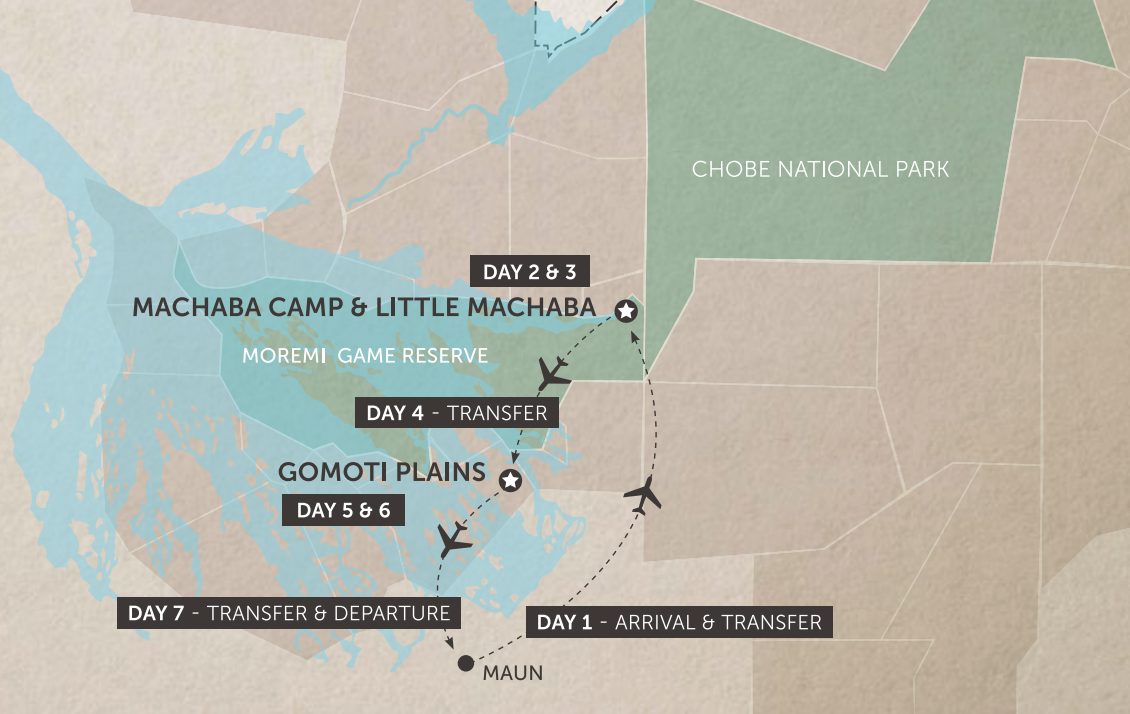 CHOBE NATIONAL PARK
DAY 2 & 3
MACHABA CAMP & LITTLE MACHABA
MOREMI GAME RESERVE
DAY 4 - TRANSFER
GOMOTI PLAINS
DAY 5 & 6
DAY 7 - TRANSFER & DEPARTURE
DAY 1 - ARRIVAL & TRANSFER
MAUN